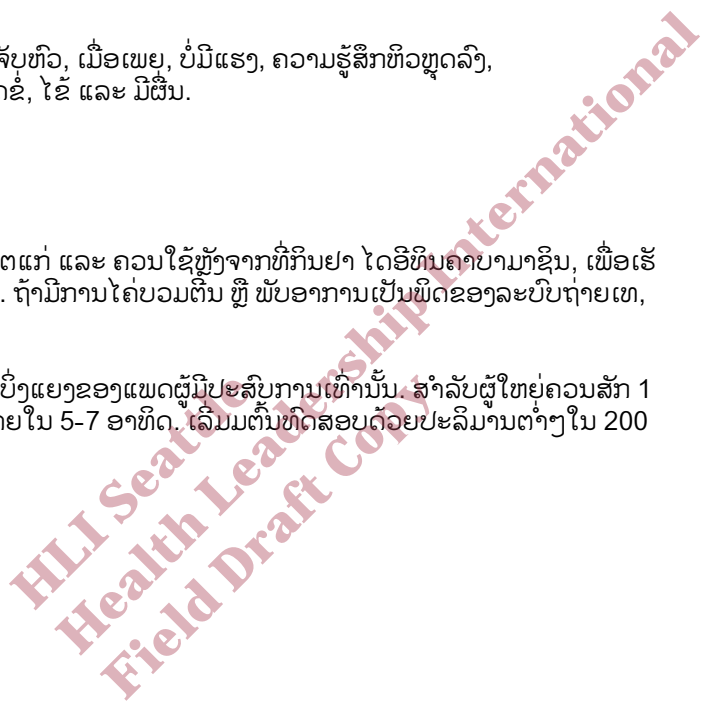 ຈັບຫົວ, ເມື່ອເພຍ, ບໍ່ມີແຮງ, ຄວາມຮູ້ສຶກຫິວຫຼຸດລົງ,
ຂໍ່, ໄຂ້ ແລະ ມີຜື່ນ.
ຕແກ່ ແລະ ຄວນໃຊ້ຫຼັງຈາກທີ່ກິນຢາ ໄດອີທິນຄາບາມາຊິນ, ເພື່ອເຮັ
. ຖ້າມີການໄຄ່ບວມຕີນ ຫຼື ພັບອາການເປັນພິດຂອງລະບົບຖ່າຍເທ,
ບິ່ງແຍງຂອງແພດຜູ້ມີປະສົບການເທົ່ານັ້ນ. ສຳລັບຜູ້ໃຫຍ່ຄວນສັກ 1
າຍໃນ 5-7 ອາທິດ. ເລີ່ມມຕົ້ນທົດສອບດ້ວຍປະລິມານຕ່ຳໆໃນ 200
HLI Seattle
Health Leadership International
Field Draft Copy